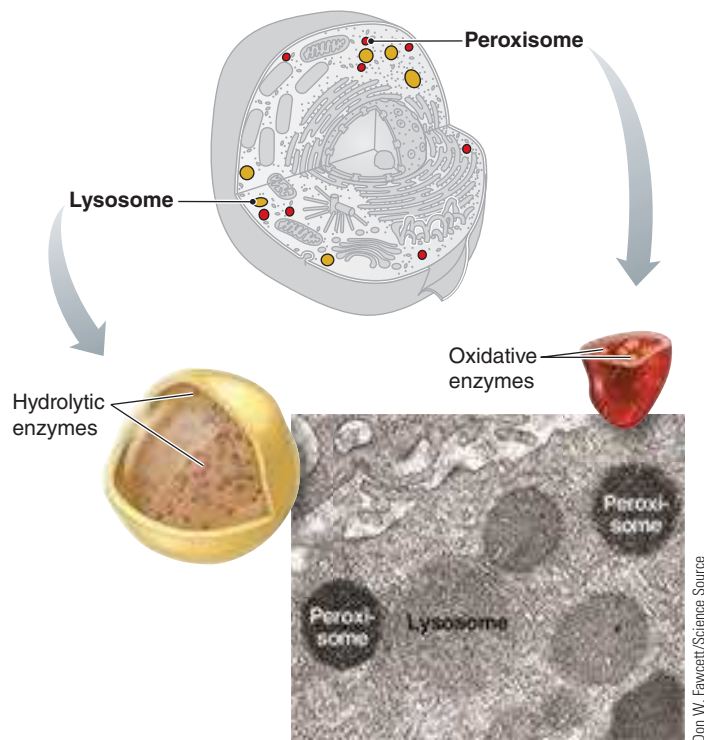 Peroxisome
Lysosome
Oxidative
enzymes
Hydrolytic
enzymes
Peroxi-
some
Peroxi-
some
Lysosome
Don W. Fawcett/Science Source